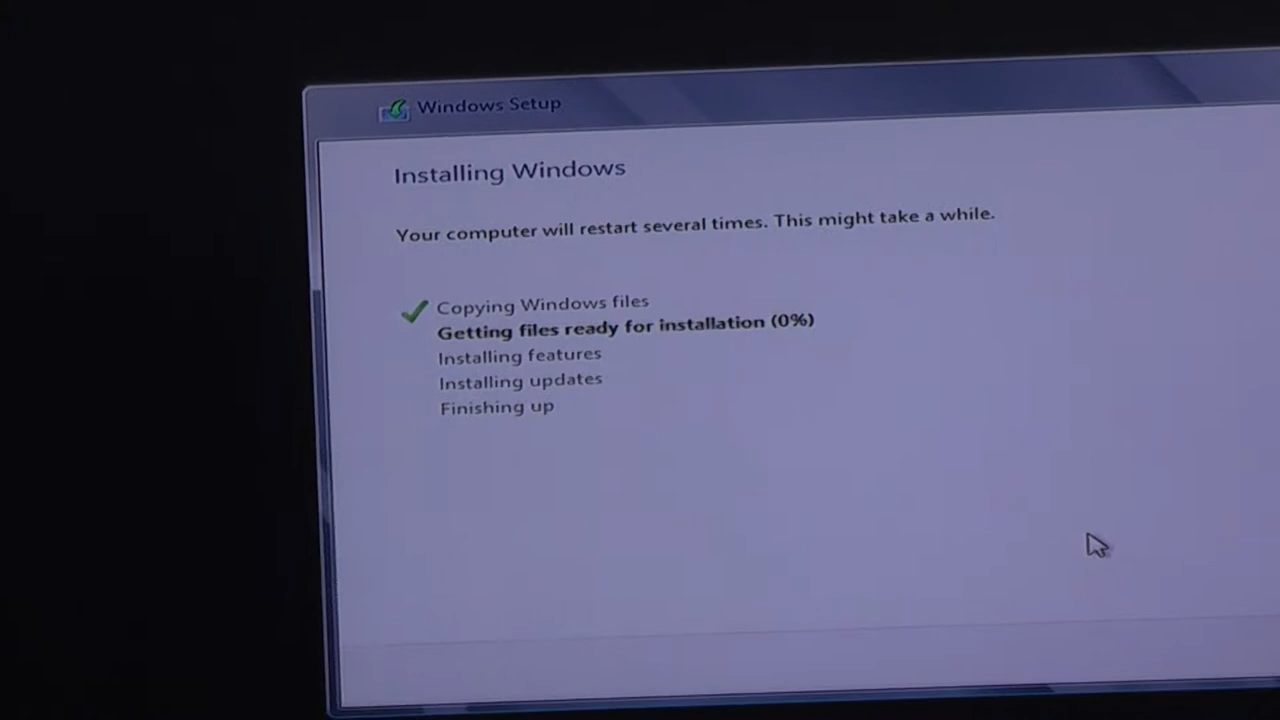 Windows Setup
Installing Windows
Your computer will restart several times. This might take a while.
Copying Windows files
Getting files ready for installation (0%)
Installing features
Installing updates
Finishing up